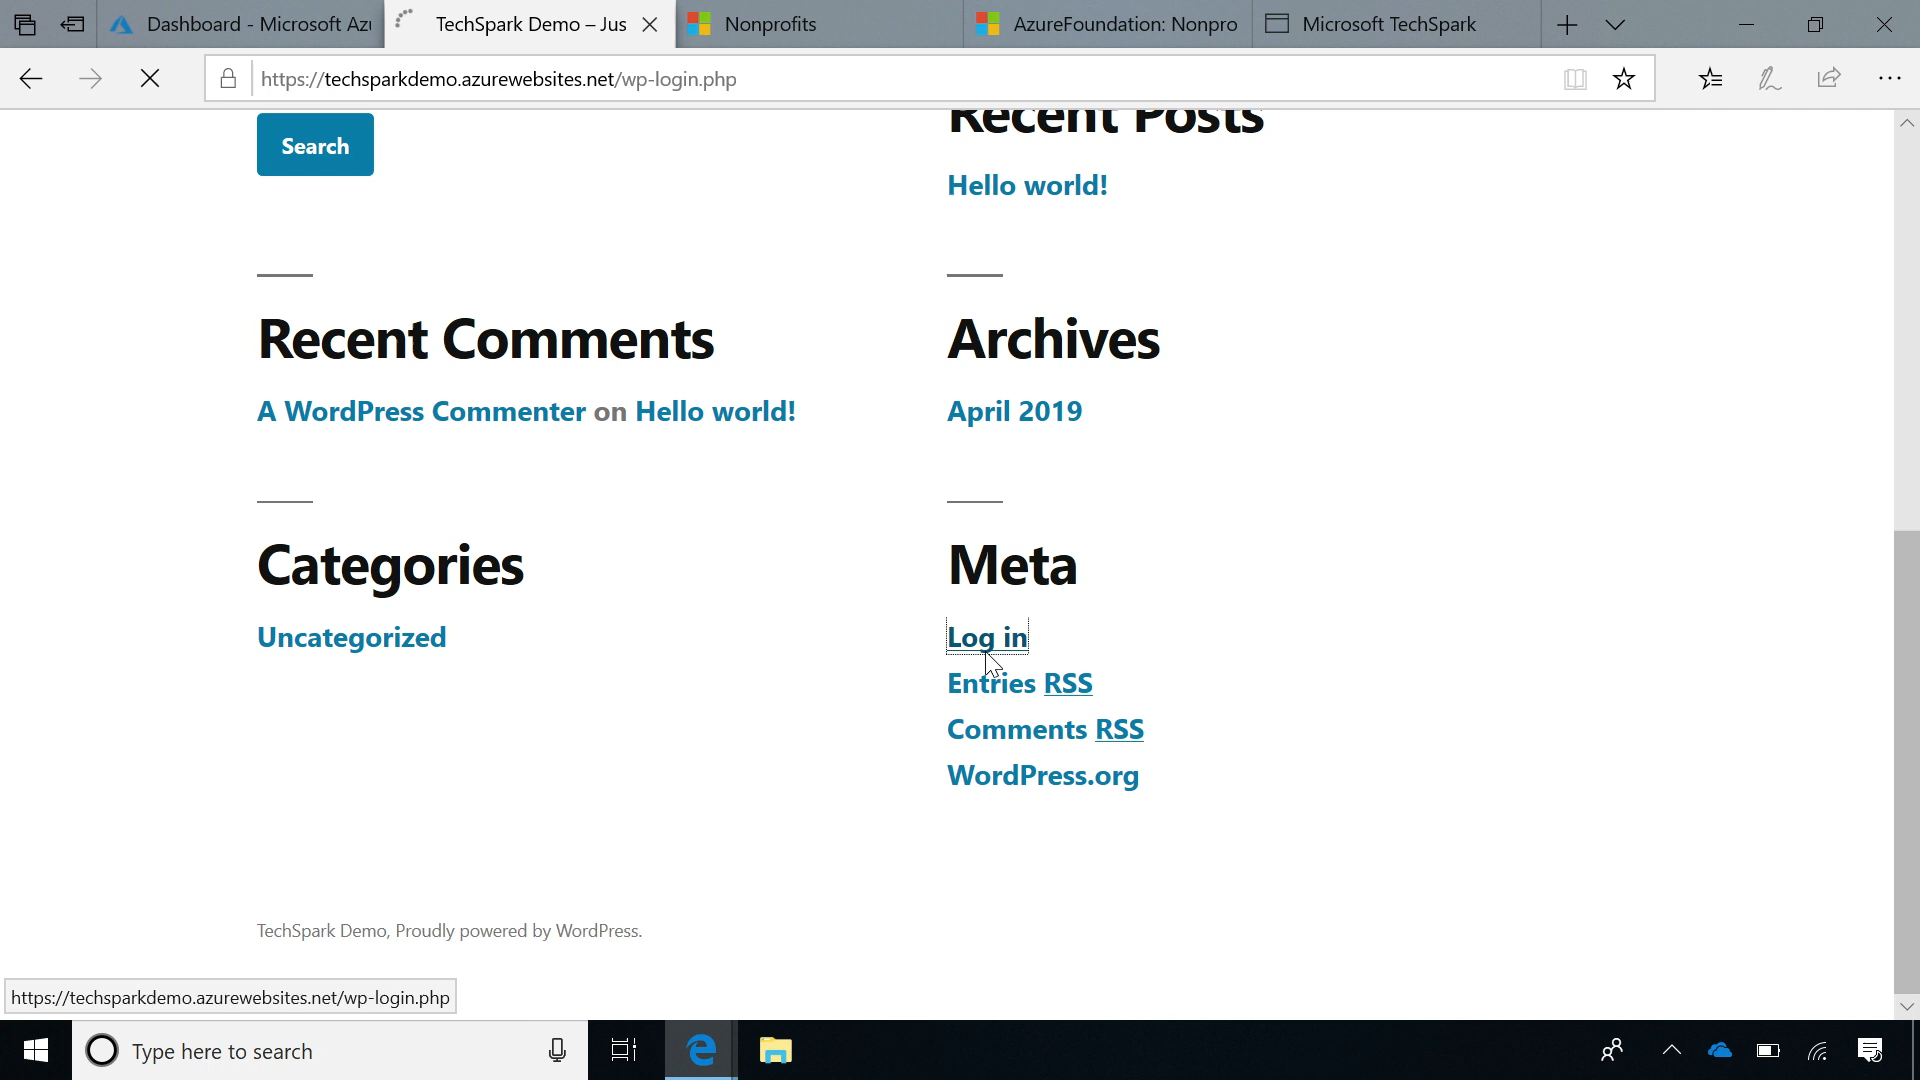 Dashboard - Microsoft Azu
TechSpark Demo – Jus
Nonprofits
AzureFoundation: Nonpro
Microsoft TechSpark
https://techsparkdemo.azurewebsites.net/wp-login.php
Search
Recent Posts
Hello world!
Recent Comments
A WordPress Commenter on Hello world!
Archives
April 2019
Categories
Uncategorized
Meta
Log in
Entries RSS
Comments RSS
WordPress.org
TechSpark Demo, Proudly powered by WordPress.
https://techsparkdemo.azurewebsites.net/wp-login.php
Type here to search